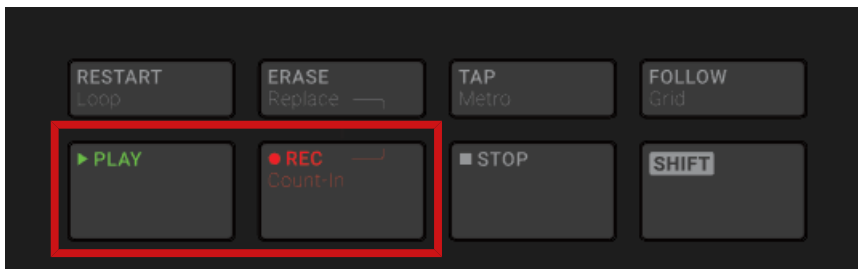 RESTART
Loop
ERASE
Replace
TAP
Metro
FOLLOW
Grid
PLAY
REC
Count-In
STOP
SHIFT